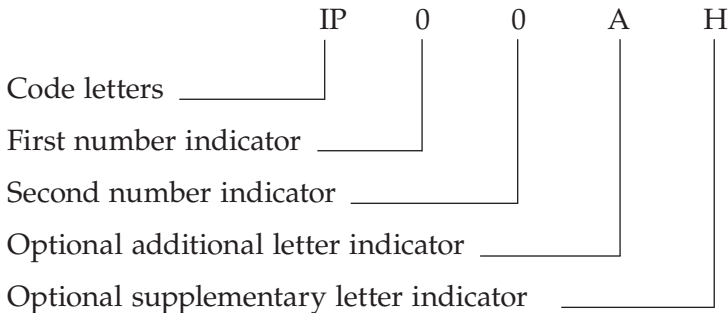 IP 0 0 A H
Code letters
First number indicator
Second number indicator
Optional additional letter indicator
Optional supplementary letter indicator